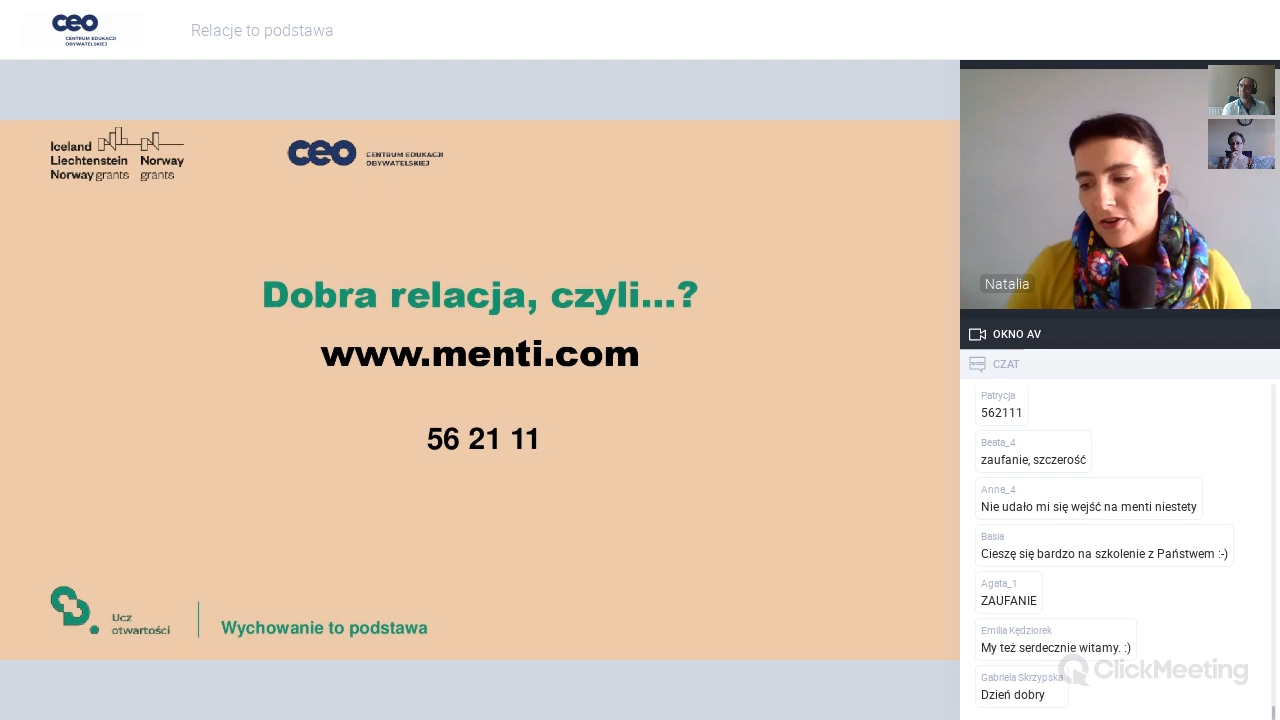 ceo
CENTRUM EDUKACJI
OBYWATELSKIEJ
Relacje to podstawa
Iceland
Liechtenstein Norway
Norway grants grants
ceo CENTRUM EDUKACJI
OBYWATELSKIEJ
Dobra relacja, czyli...?
www.menti.com
56 21 11
Ucz
otwartości
Wychowanie to podstawa
Natalia
OKNO AV
CZAT
Patrycja
562111
Beata_4
zaufanie, szczerość
Anna_4
Nie udało mi się wejść na menti niestety
Basia
Cieszę się bardzo na szkolenie z Państwem :-)
Agata_1
ZAUFANIE
Emilia Kędziorek
My też serdecznie witamy. :)
Gabriela Skrzypska
Dzień dobry
ClickMeeting